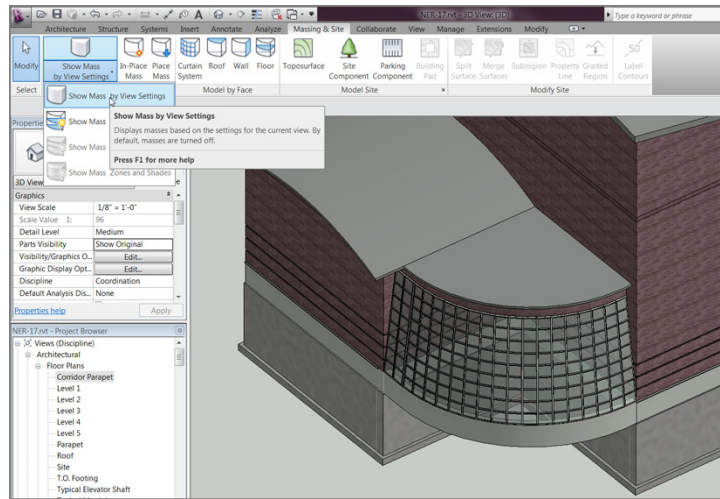 NER-17.rvt - 3D View: {3D}
Type a keyword or phrase
Architecture Structure Systems Insert Annotate Analyze Massing & Site Collaborate View Manage Extensions Modify
Modify
Show Mass
by View Settings
In-Place
Mass
Place
Mass
Curtain
System
Roof
Wall
Floor
Toposurface
Site
Component
Parking
Component
Building
Pad
Split
Surface
Merge
Surfaces
Subregion
Property
Line
Graded
Region
Label
Contours
Select
Model by Face
Model Site
Modify Site
Show Mass by View Settings
Show Mass
Show Mass
Show Mass Zones and Shades
Show Mass by View Settings
Displays masses based on the settings for the current view. By
default, masses are turned off.
Press F1 for more help
Propertie
3D View
Graphics
View Scale 1/8" = 1'-0"
Scale Value 1: 96
Detail Level Medium
Parts Visibility Show Original
Visibility/Graphics O... Edit...
Graphic Display Opt... Edit...
Discipline Coordination
Default Analysis Dis... None
Properties help Apply
NER-17.rvt - Project Browser
Views (Discipline)
Architectural
Floor Plans
Corridor Parapet
Level 1
Level 2
Level 3
Level 4
Level 5
Parapet
Roof
Site
T.O. Footing
Typical Elevator Shaft